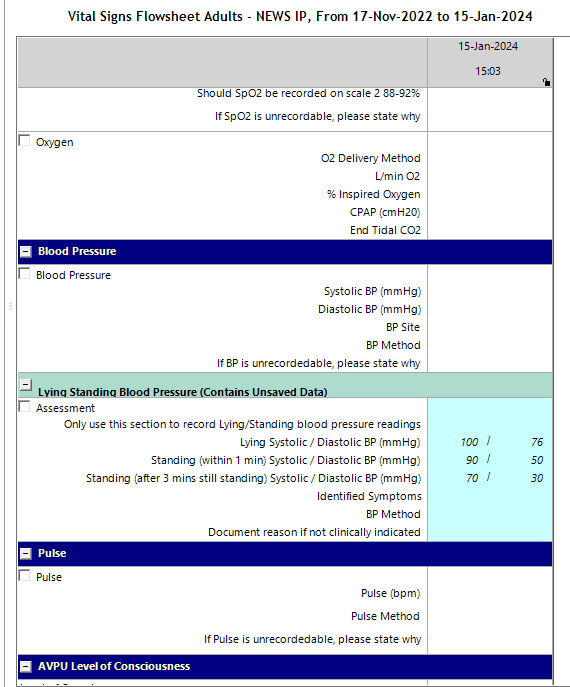 Vital Signs Flowsheet Adults - NEWS IP, From 17-Nov-2022 to 15-Jan-2024
15-Jan-2024
15:03
Should SpO2 be recorded on scale 2 88-92%
If SpO2 is unrecordable, please state why
Oxygen
O2 Delivery Method
L/min O2
% Inspired Oxygen
CPAP (cmH20)
End Tidal CO2
Blood Pressure
Blood Pressure
Systolic BP (mmHg)
Diastolic BP (mmHg)
BP Site
BP Method
If BP is unrecordedable, please state why
Lying Standing Blood Pressure (Contains Unsaved Data)
Assessment
Only use this section to record Lying/Standing blood pressure readings
Lying Systolic / Diastolic BP (mmHg) 100 / 76
Standing (within 1 min) Systolic / Diastolic BP (mmHg) 90 / 50
Standing (after 3 mins still standing) Systolic / Diastolic BP (mmHg) 70 / 30
Identified Symptoms
BP Method
Document reason if not clinically indicated
Pulse
Pulse
Pulse (bpm)
Pulse Method
If Pulse is unrecordedable, please state why
AVPU Level of Consciousness